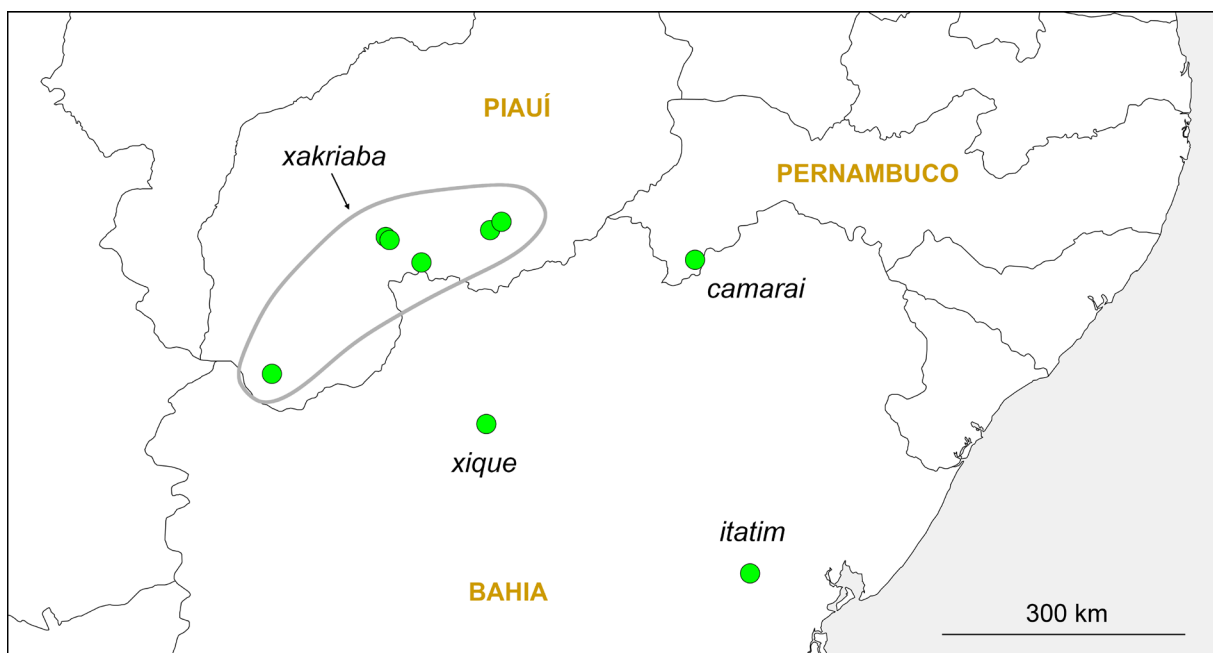 PIAUÍ
xakriaba
PERNAMBUCO
camarai
xique
itatim
BAHIA
300 km